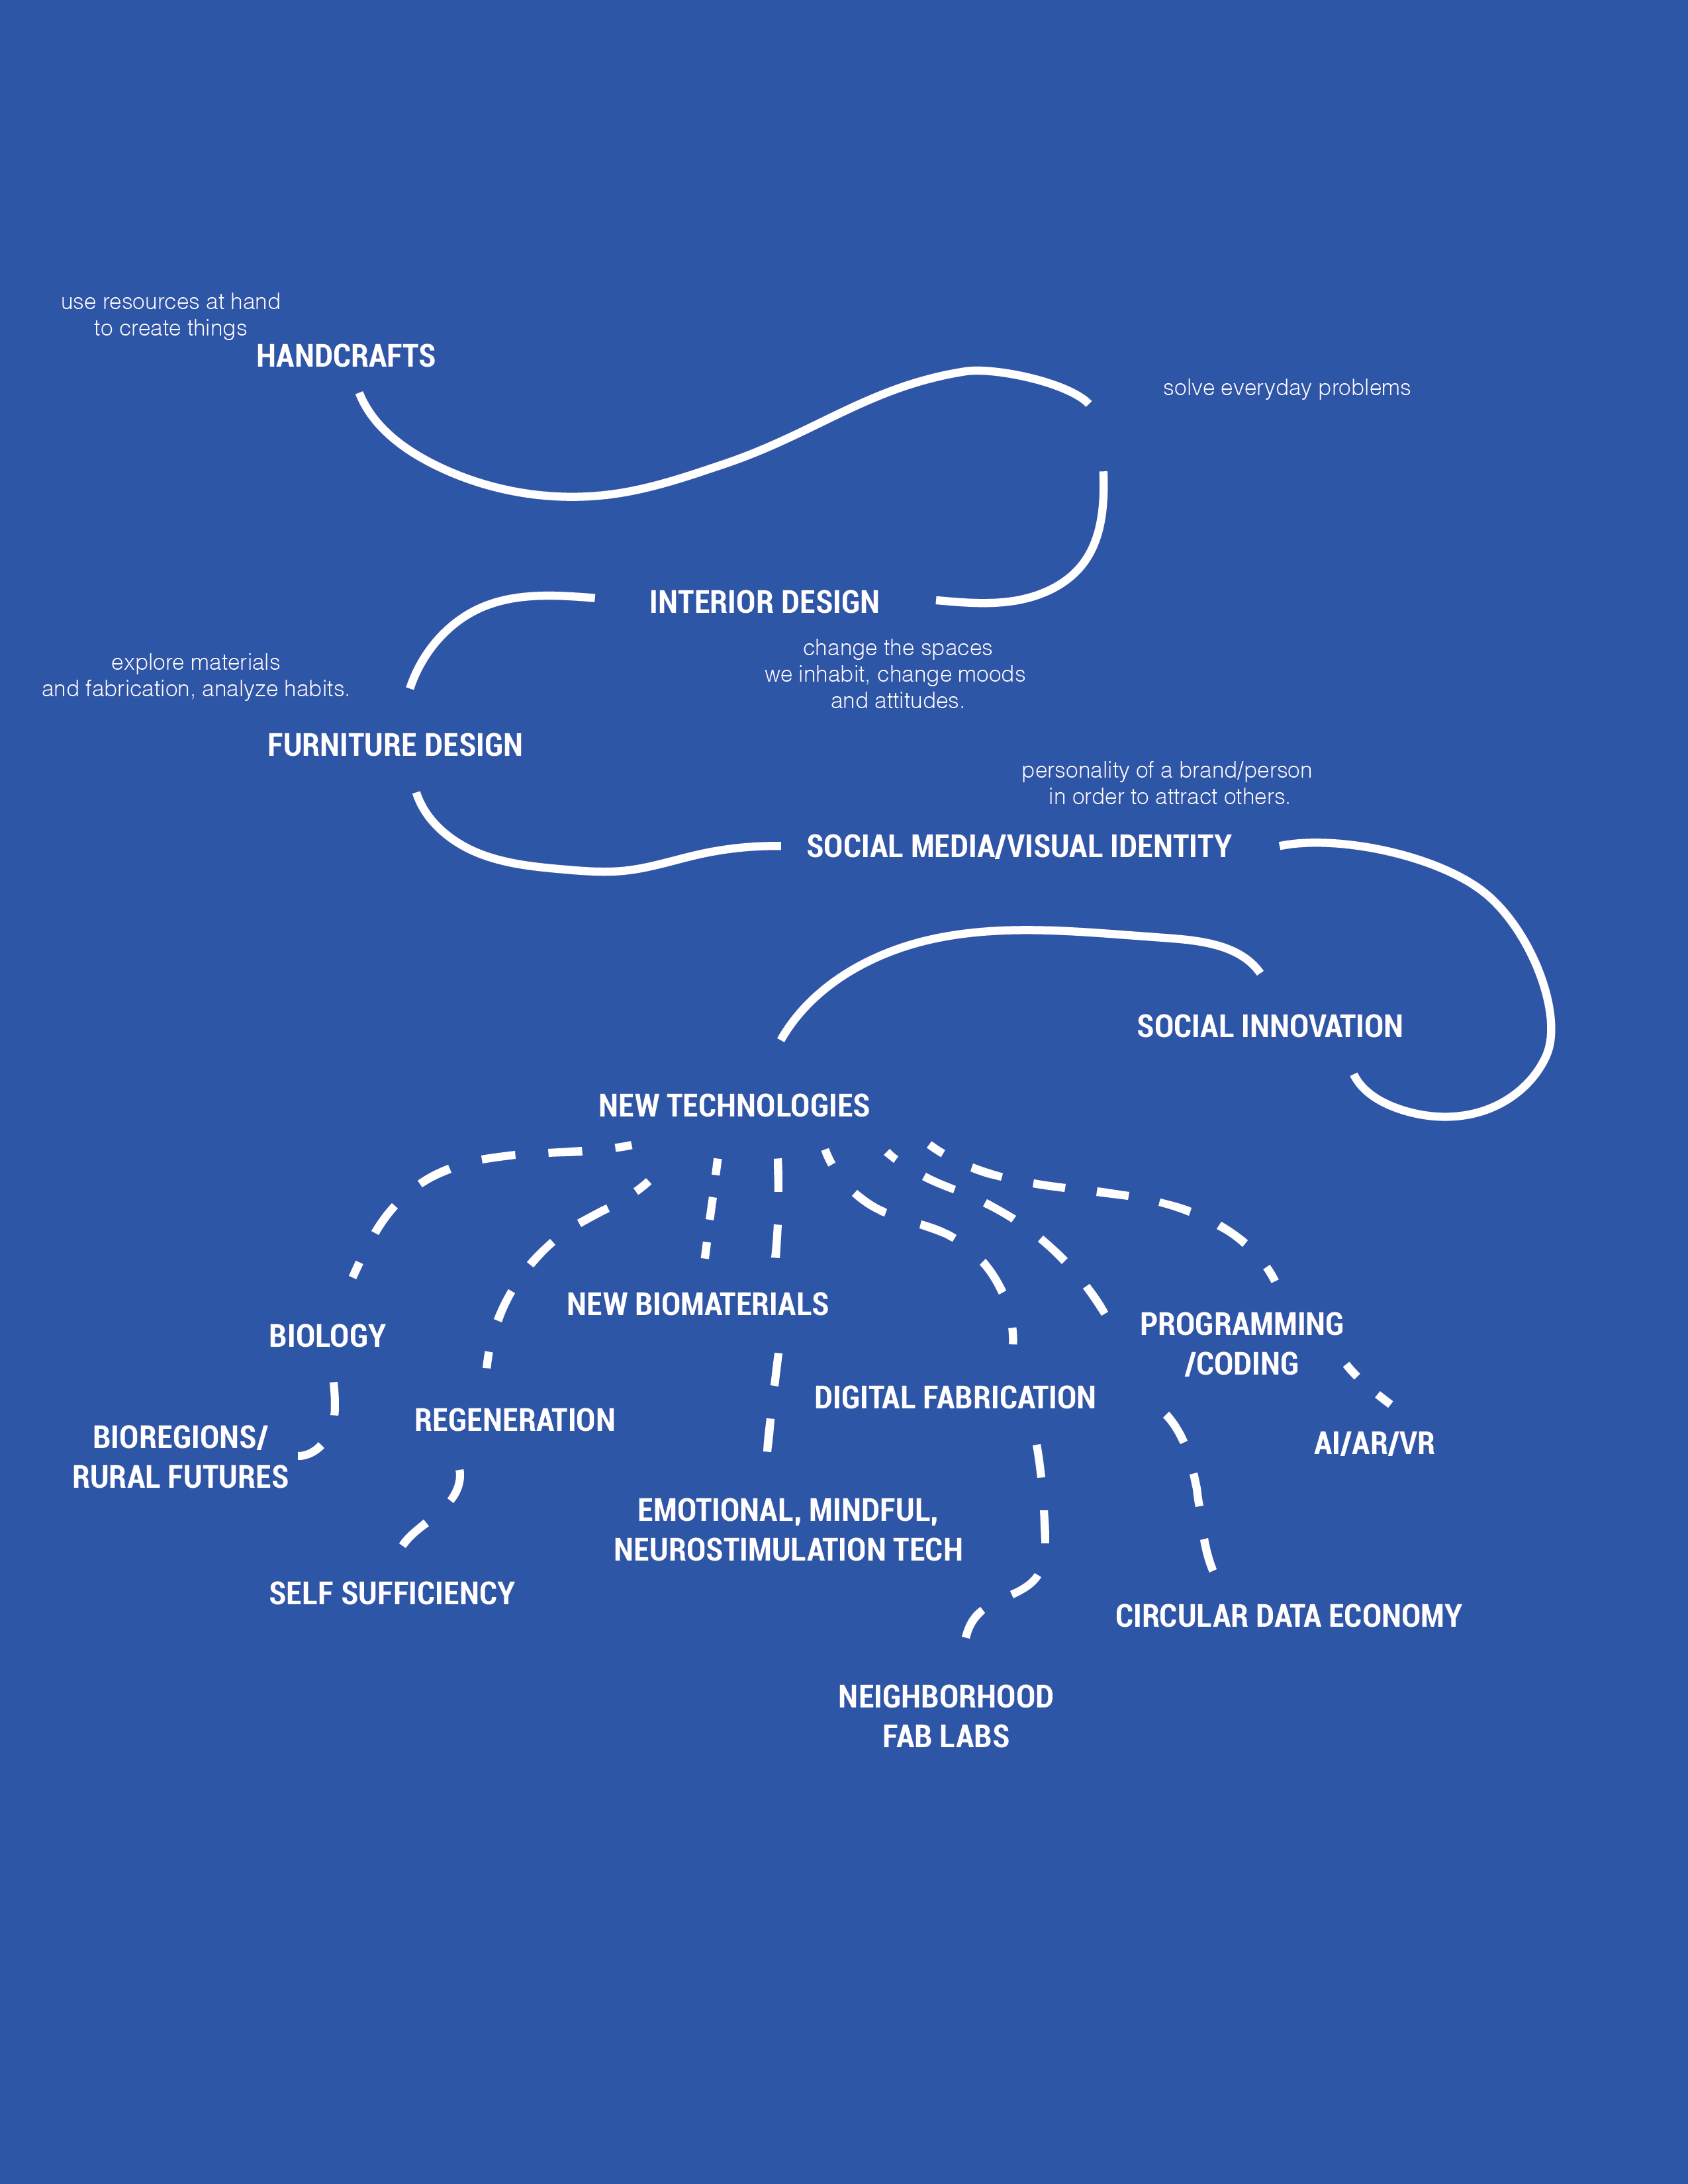 use resources at hand
to create things
HANDCRAFTS
solve everyday problems
INTERIOR DESIGN
change the spaces
we inhabit, change moods
and attitudes.
explore materials
and fabrication, analyze habits.
FURNITURE DESIGN
personality of a brand/person
in order to attract others.
SOCIAL MEDIA/VISUAL IDENTITY
SOCIAL INNOVATION
NEW TECHNOLOGIES
BIOLOGY
BIOREGIONS/
RURAL FUTURES
REGENERATION
SELF SUFFICIENCY
NEW BIOMATERIALS
EMOTIONAL, MINDFUL,
NEUROSTIMULATION TECH
DIGITAL FABRICATION
NEIGHBORHOOD
FAB LABS
PROGRAMMING
/CODING
AI/AR/VR
CIRCULAR DATA ECONOMY